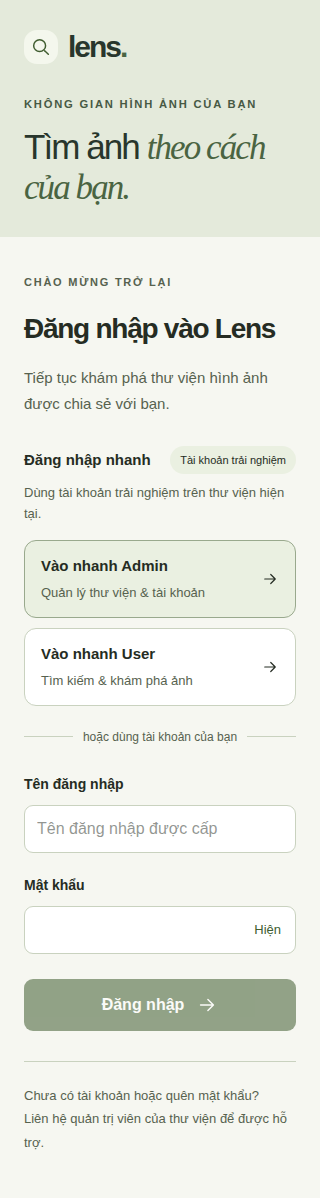 lens.
KHÔNG GIAN HÌNH ẢNH CỦA BẠN
Tìm ảnh theo cách
của bạn.
CHÀO MỪNG TRỞ LẠI
Đăng nhập vào Lens
Tiếp tục khám phá thư viện hình ảnh
được chia sẻ với bạn.
Đăng nhập nhanh
Tài khoản trải nghiệm
Dùng tài khoản trải nghiệm trên thư viện hiện
tại.
Vào nhanh Admin
Quản lý thư viện & tài khoản
Vào nhanh User
Tìm kiếm & khám phá ảnh
hoặc dùng tài khoản của bạn
Tên đăng nhập
Tên đăng nhập được cấp
Mật khẩu
Hiện
Đăng nhập
Chưa có tài khoản hoặc quên mật khẩu?
Liên hệ quản trị viên của thư viện để được hỗ
trợ.